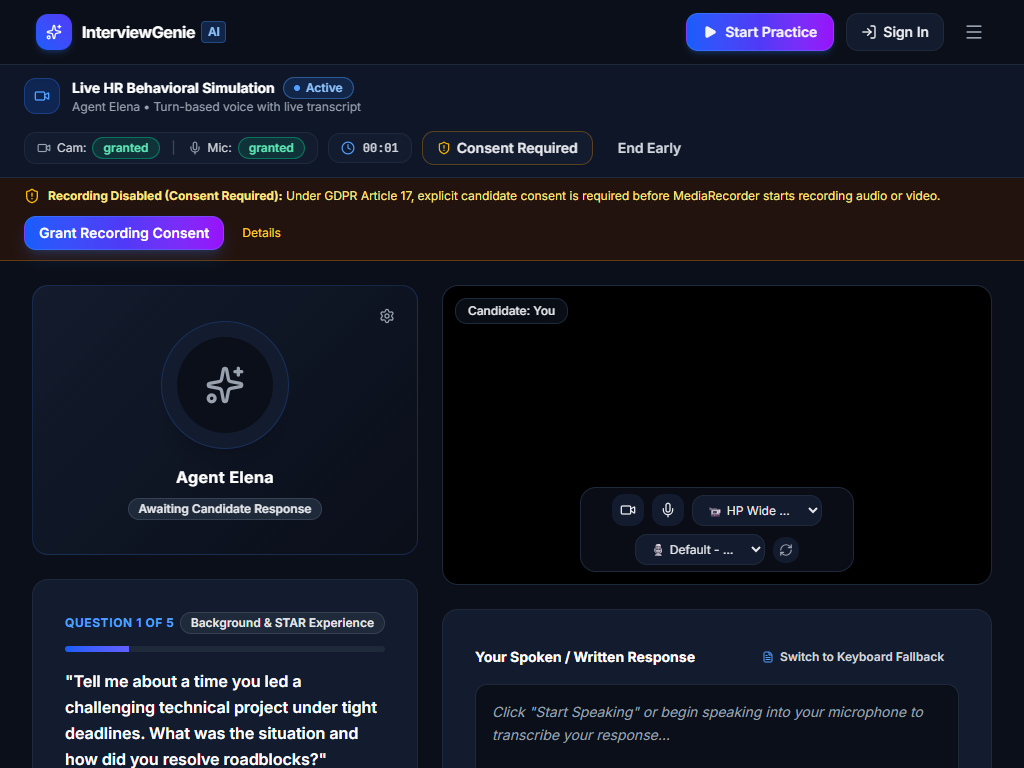 InterviewGenie AI
Start Practice
Sign In
Live HR Behavioral Simulation
Active
Agent Elena • Turn-based voice with live transcript
Cam: granted
Mic: granted
00:01
Consent Required
End Early
Recording Disabled (Consent Required): Under GDPR Article 17, explicit candidate consent is required before MediaRecorder starts recording audio or video.
Grant Recording Consent
Details
Agent Elena
Awaiting Candidate Response
Candidate: You
HP Wide ...
Default - ...
QUESTION 1 OF 5
Background & STAR Experience
"Tell me about a time you led a
challenging technical project under tight
deadlines. What was the situation and
how did you resolve roadblocks?"
Your Spoken / Written Response
Switch to Keyboard Fallback
Click "Start Speaking" or begin speaking into your microphone to
transcribe your response...